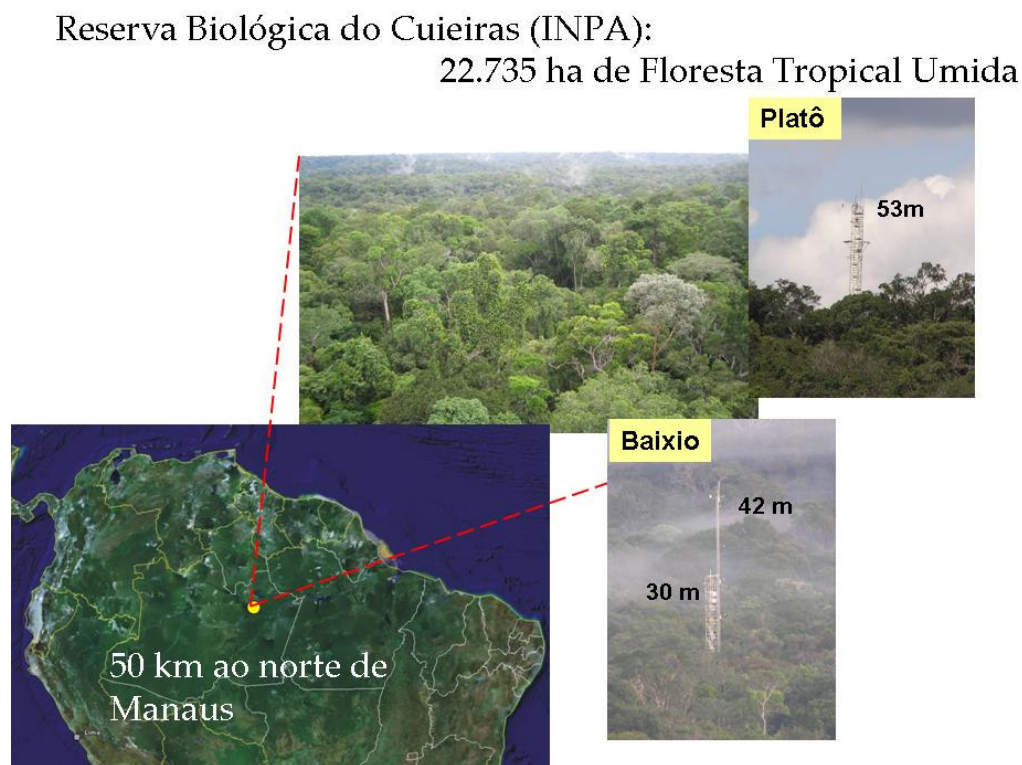 Reserva Biológica do Cuieiras (INPA):
22.735 ha de Floresta Tropical Umida
Platô
53m
Baixio
42 m
30 m
50 km ao norte de
Manaus
Lima